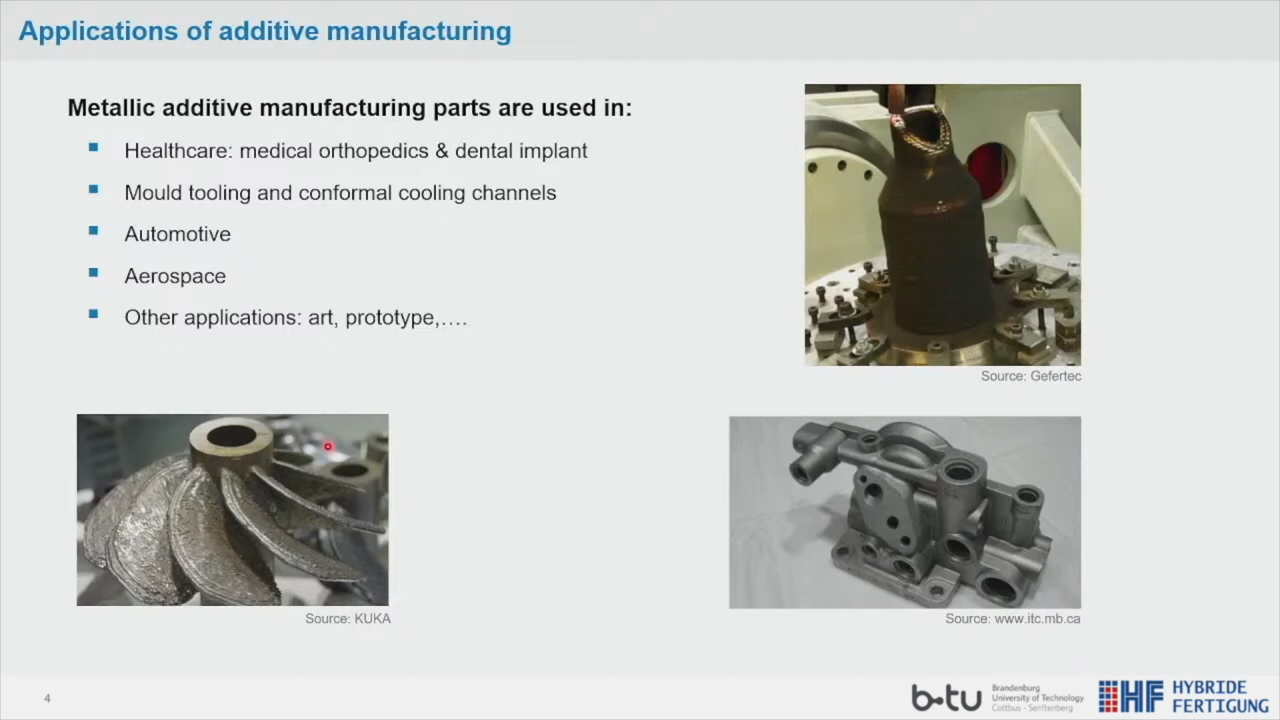 Applications of additive manufacturing
Metallic additive manufacturing parts are used in:
Healthcare: medical orthopedics & dental implant
Mould tooling and conformal cooling channels
Automotive
Aerospace
Other applications: art, prototype,….
Source: Gefertec
Source: KUKA
Source: www.itc.mb.ca
4
b-tu
Brandenburg
University of Technology
Cottbus - Senftenberg
HF
HYBRIDE
FERTIGUNG